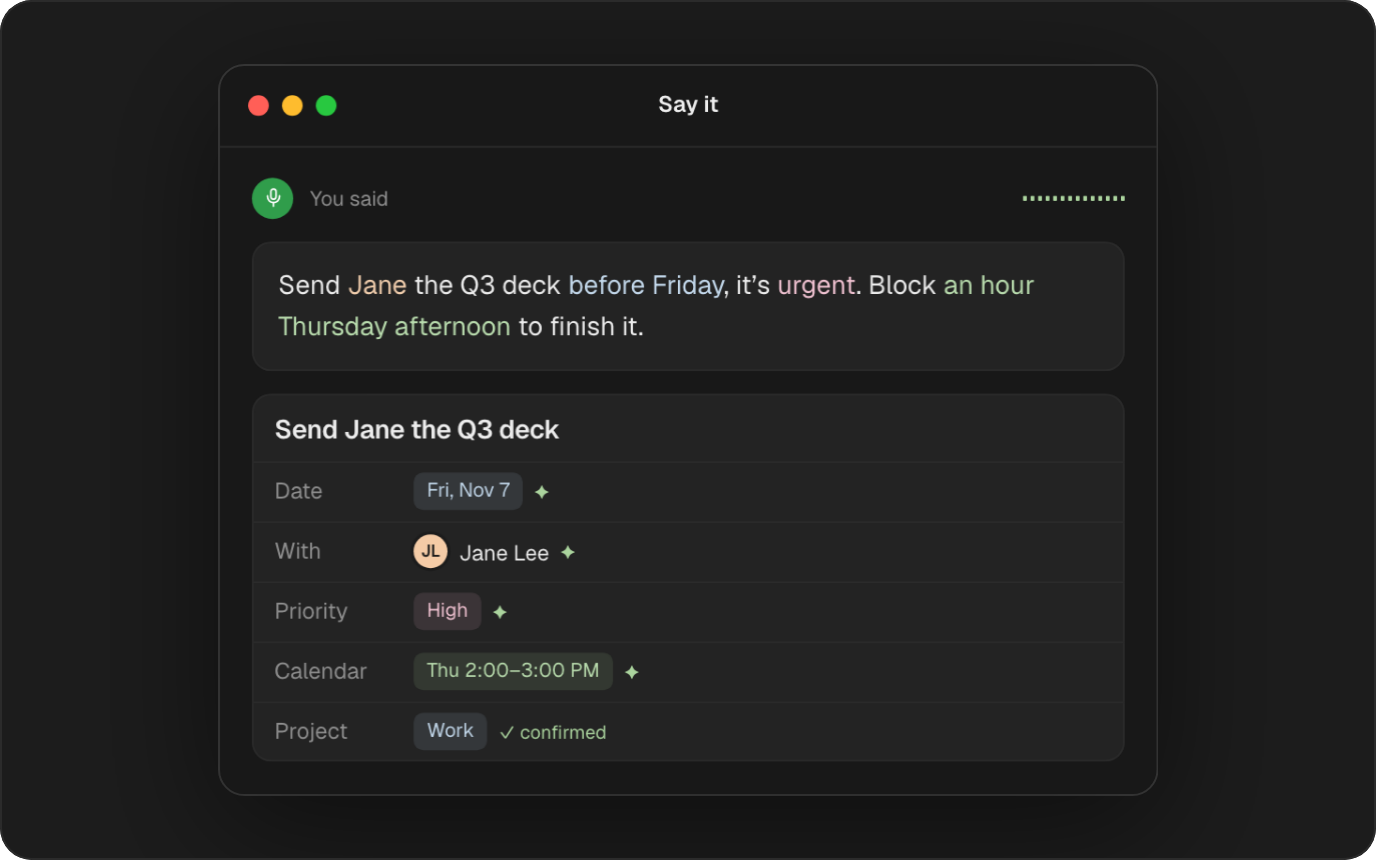 Say it
You said
Send Jane the Q3 deck before Friday, it’s urgent. Block an hour
Thursday afternoon to finish it.
Send Jane the Q3 deck
Date Fri, Nov 7
With JL Jane Lee
Priority High
Calendar Thu 2:00–3:00 PM
Project Work ✓ confirmed